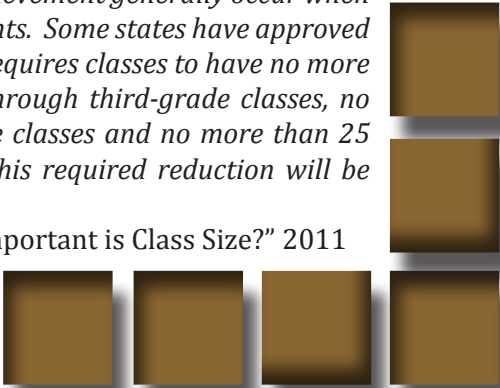 ovement generally occur when
nts. Some states have approved
equires classes to have no more
hrough third-grade classes, no
e classes and no more than 25
his required reduction will be
portant is Class Size?” 2011